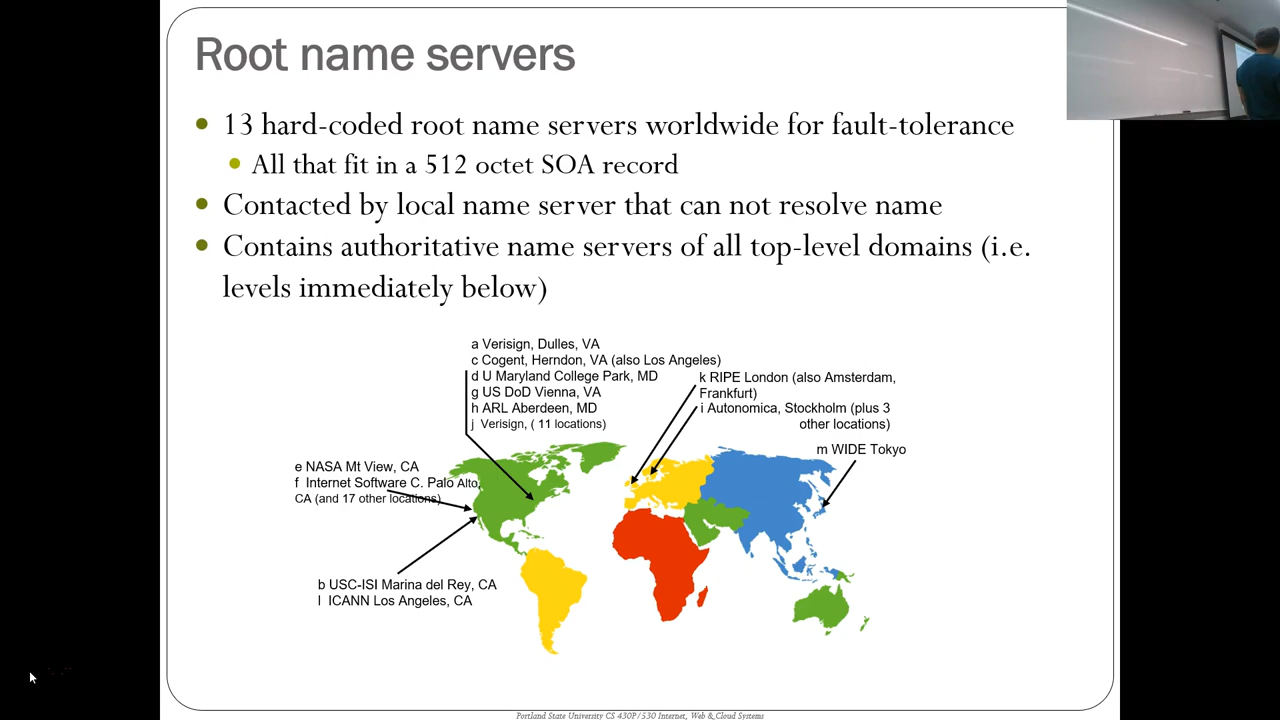 Root name servers
13 hard-coded root name servers worldwide for fault-tolerance
All that fit in a 512 octet SOA record
Contacted by local name server that can not resolve name
Contains authoritative name servers of all top-level domains (i.e.
levels immediately below)
a Verisign, Dulles, VA
c Cogent, Herndon, VA (also Los Angeles)
d U Maryland College Park, MD
g US DoD Vienna, VA
h ARL Aberdeen, MD
j Verisign, ( 11 locations)
k RIPE London (also Amsterdam,
Frankfurt)
i Autonomica, Stockholm (plus 3
other locations)
m WIDE Tokyo
e NASA Mt View, CA
f Internet Software C. Palo Alto,
CA (and 17 other locations)
b USC-ISI Marina del Rey, CA
l ICANN Los Angeles, CA
Portland State University CS 430P/530 Internet, Web & Cloud Systems